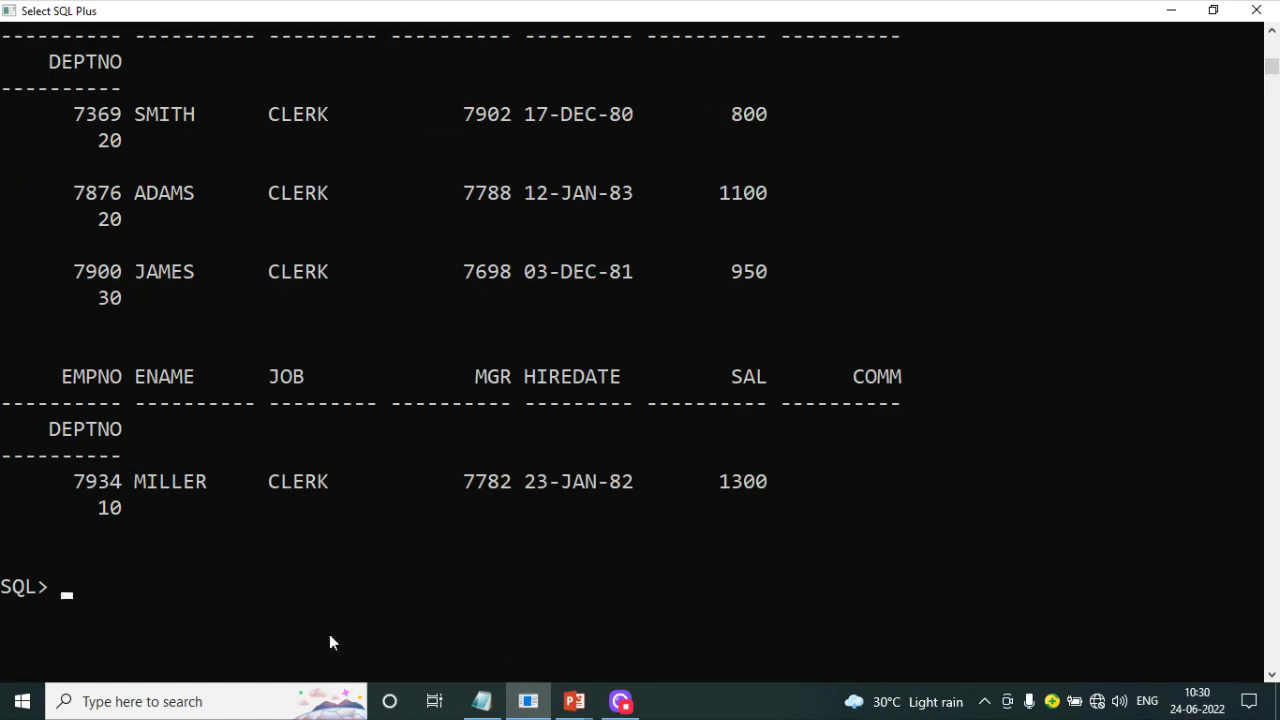 Select SQL Plus
---------- ---------- --------- ---------- --------- ---------- ----------
DEPTNO
----------
7369 SMITH CLERK 7902 17-DEC-80 800
20
7876 ADAMS CLERK 7788 12-JAN-83 1100
20
7900 JAMES CLERK 7698 03-DEC-81 950
30
EMPNO ENAME JOB MGR HIREDATE SAL COMM
---------- ---------- --------- ---------- --------- ---------- ----------
DEPTNO
----------
7934 MILLER CLERK 7782 23-JAN-82 1300
10
SQL>
Type here to search
30°C Light rain
ENG
10:30
24-06-2022